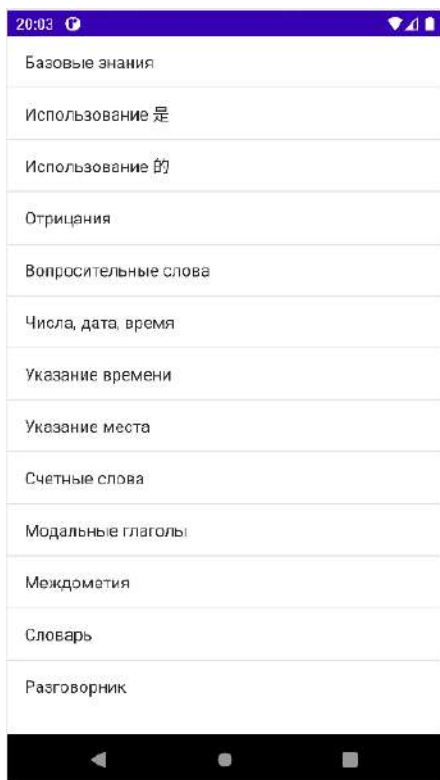 20:03
Базовые знания
Использование 是
Использование 的
Отрицания
Вопросительные слова
Числа, дата, время
Указание времени
Указание места
Счетные слова
Модальные глаголы
Междометия
Словарь
Разговорник